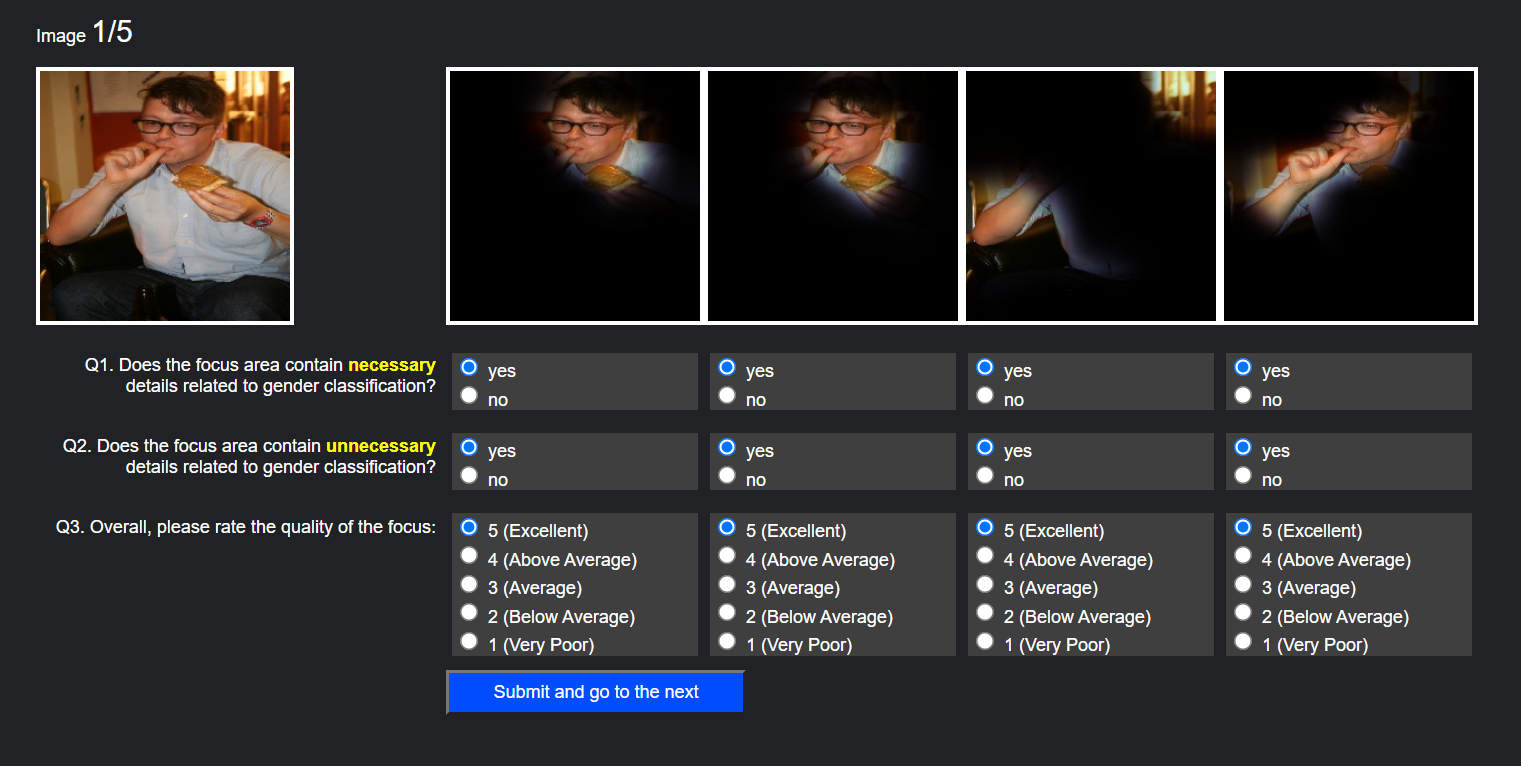 Image 1/5
Q1. Does the focus area contain necessary
details related to gender classification?
yes
no
yes
no
yes
no
yes
no
Q2. Does the focus area contain unnecessary
details related to gender classification?
yes
no
yes
no
yes
no
yes
no
Q3. Overall, please rate the quality of the focus:
5 (Excellent)
4 (Above Average)
3 (Average)
2 (Below Average)
1 (Very Poor)
5 (Excellent)
4 (Above Average)
3 (Average)
2 (Below Average)
1 (Very Poor)
5 (Excellent)
4 (Above Average)
3 (Average)
2 (Below Average)
1 (Very Poor)
5 (Excellent)
4 (Above Average)
3 (Average)
2 (Below Average)
1 (Very Poor)
Submit and go to the next